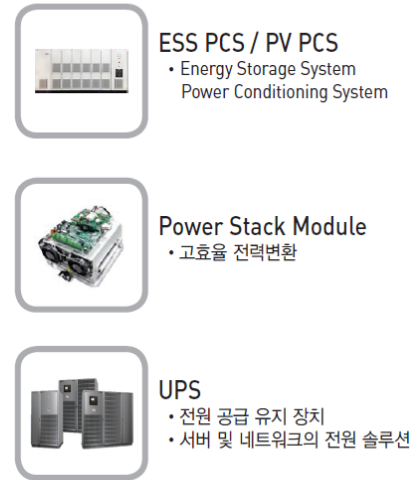 ESS PCS / PV PCS
• Energy Storage System
Power Conditioning System
Power Stack Module
• 고효율 전력변환
UPS
• 전원 공급 유지 장치
• 서버 및 네트워크의 전원 솔루션